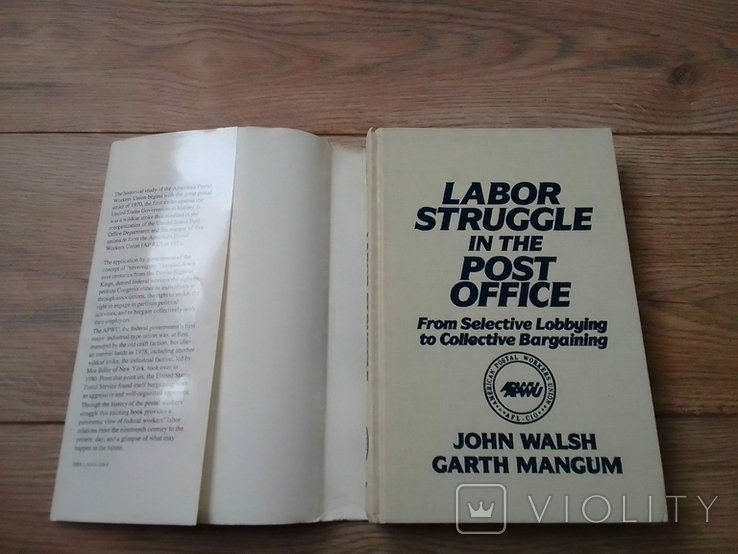 The historical study of the American Postal
Workers Union begins with the great postal
strike of 1970, the first strike against the
United States Government in history. It
was a wildcat strike that resulted in the
reorganization of the United States Post
Office Department and the merger of five
unions to form the American Postal
Workers Union (APWU) in 1971.
The application by government of the
concept of "sovereignty" handed down
over centuries from the Divine Right of
Kings, denied federal workers the right to
petition Congress either as individuals or
through associations, the right to strike, the
right to engage in partisan political
activities, and to bargain collectively with
their employers.
The APWU, the federal government's first
major industrial-type union was, at first,
managed by the old craft faction, but after
an internal battle in 1978, including another
wildcat strike, the industrial faction, led by
Moe Biller of New York, took over in
1980. From that point on, the United States
Postal Service found itself bargaining with
an aggressive and well-organized opponent.
Through the history of the postal workers'
struggle this exciting book provides a
panoramic view of federal workers' labor
relations from the nineteenth century to the
present day, and a glimpse of what may
happen in the future.
LABOR
STRUGGLE
IN THE
POST
OFFICE
From Selective Lobbying
to Collective Bargaining
AMERICAN POSTAL WORKERS UNION
APWU
AFL-CIO
JOHN WALSH
GARTH MANGUM
VIOLITY